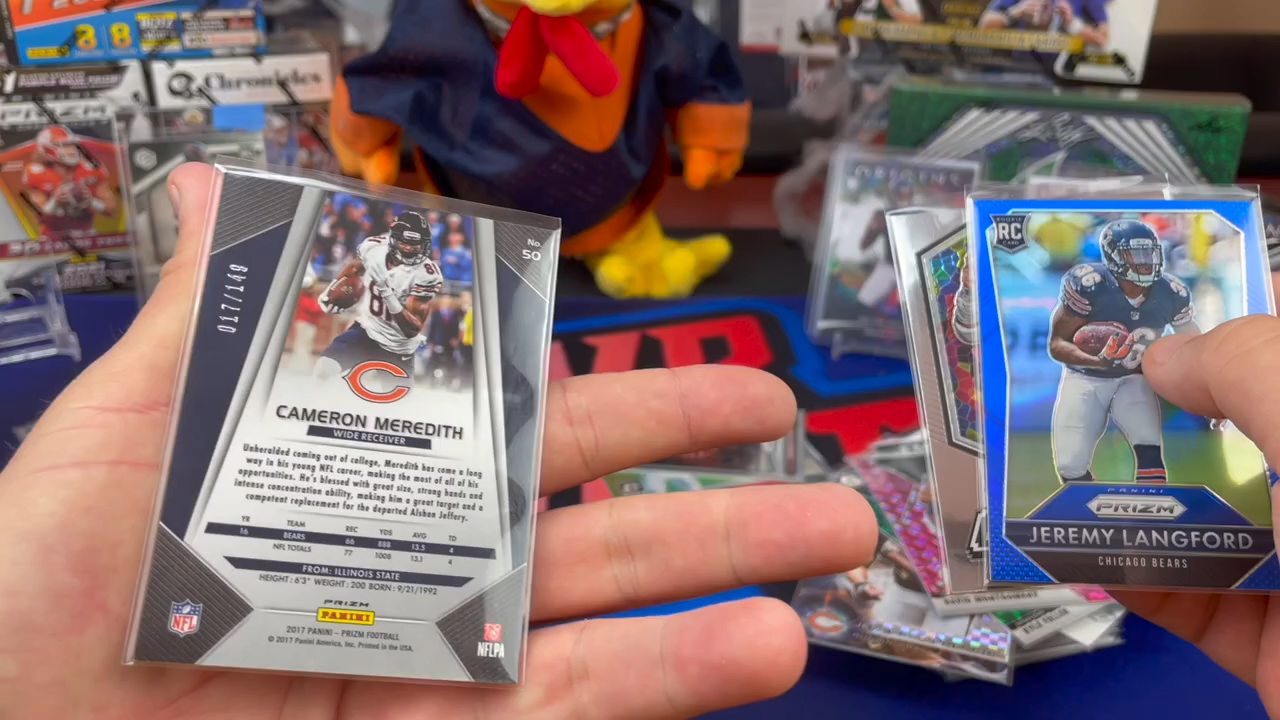 Chronicles
PRIZM
ORIGINS
017/149
No.
50
CAMERON MEREDITH
WIDE RECEIVER
Unheralded coming out of college, Meredith has come a long
way in his young NFL career, making the most of all of his
opportunities. He's blessed with great size, strong hands and
intense concentration ability, making him a great target and a
competent replacement for the departed Alshon Jeffery.
YR TEAM REC YDS AVG TD
16 BEARS 66 888 13.5 4
NFL TOTALS 77 1008 13.1 4
FROM: ILLINOIS STATE
HEIGHT: 6'3" WEIGHT: 200 BORN: 9/21/1992
PRIZM
PANINI
2017 PANINI – PRIZM FOOTBALL
© 2017 Panini America, Inc. Printed in the USA.
NFL
NFLPA
ROOKIE
RC
CARD
PANINI
PRIZM
JEREMY LANGFORD
CHICAGO BEARS